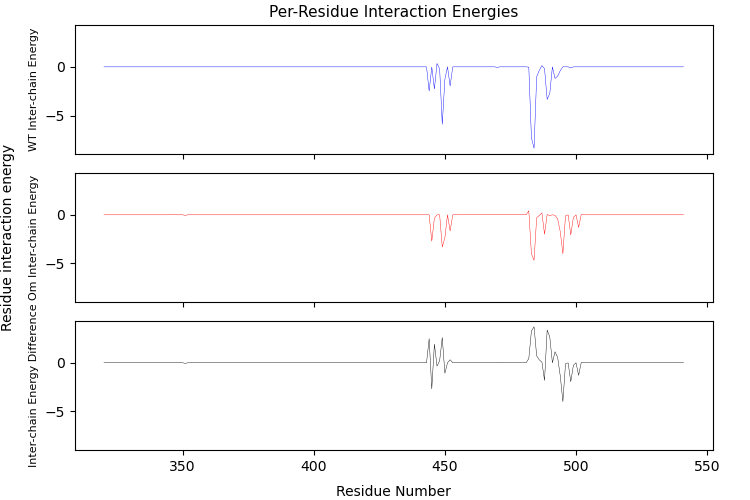 Per-Residue Interaction Energies
Residue interaction energy
WT Inter-chain Energy
0
−5
Om Inter-chain Energy
0
−5
Inter-chain Energy Difference
0
−5
350
400
450
500
550
Residue Number